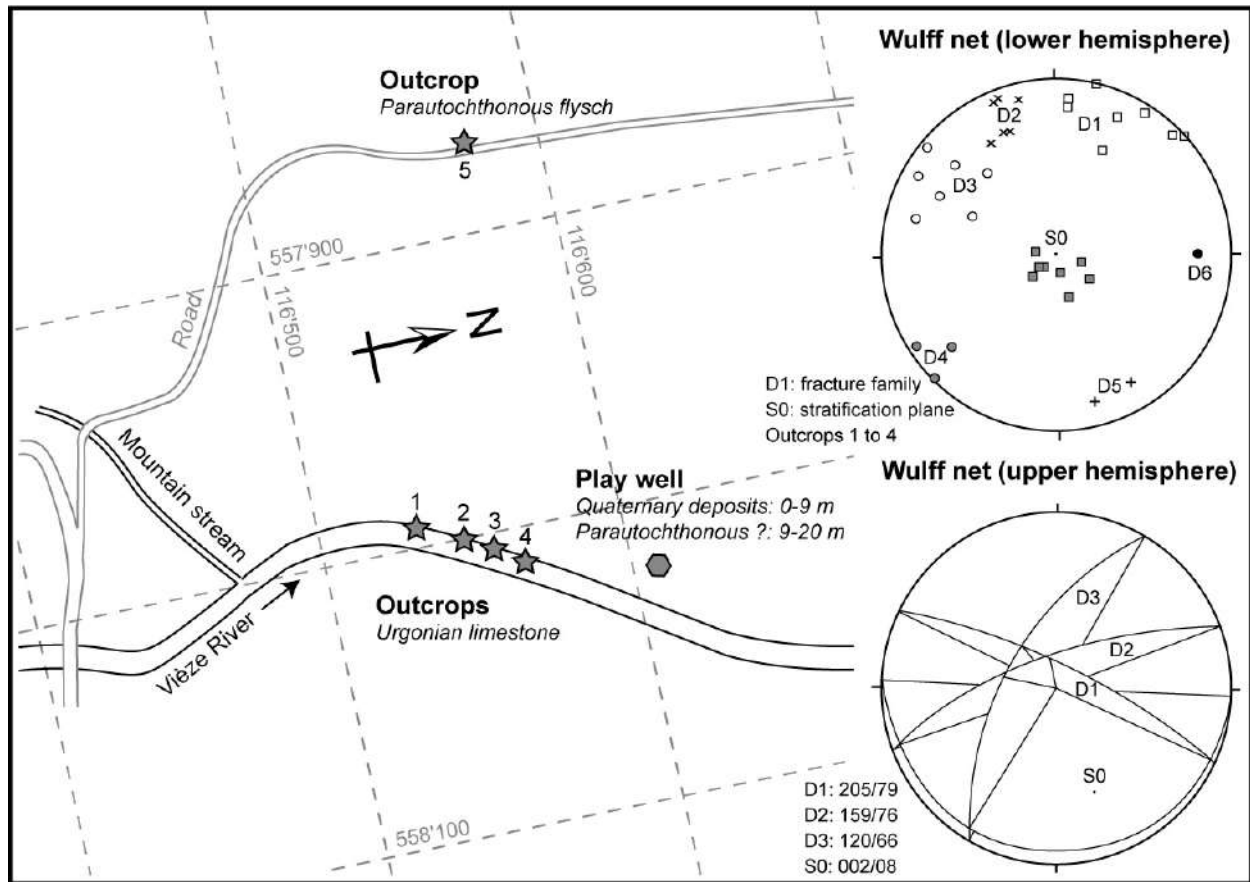 Outcrop
Parautochthonous flysch
5
557'900
116'500
116'600
Road
N
Mountain stream
Play well
Quaternary deposits: 0-9 m
Parautochthonous ?: 9-20 m
1
2
3
4
Outcrops
Urgonian limestone
Vièze River
558'100
Wulff net (lower hemisphere)
D2
D1
D3
S0
D6
D4
D5
D1: fracture family
S0: stratification plane
Outcrops 1 to 4
Wulff net (upper hemisphere)
D3
D2
D1
S0
D1: 205/79
D2: 159/76
D3: 120/66
S0: 002/08